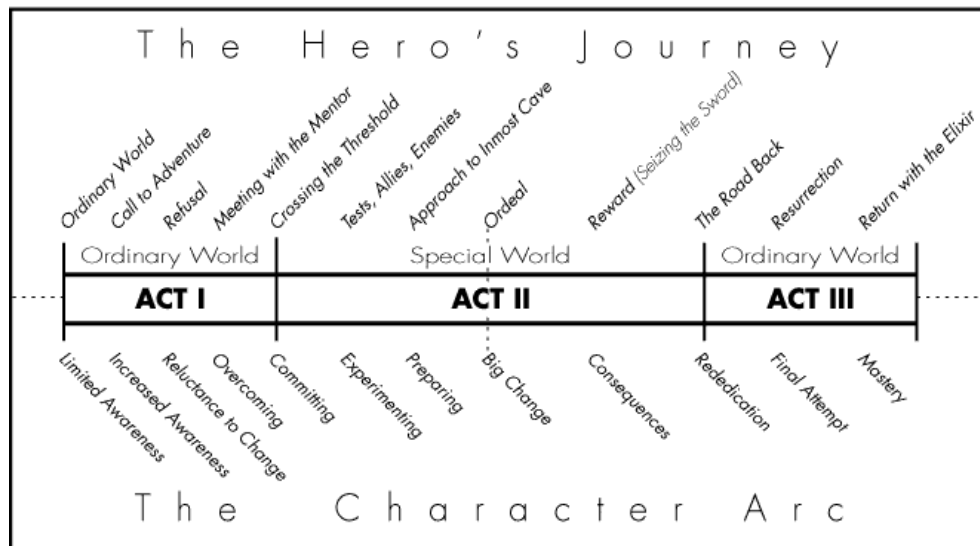 The Hero's Journey
Ordinary World
Call to Adventure
Refusal
Meeting with the Mentor
Crossing the Threshold
Tests, Allies, Enemies
Approach to Inmost Cave
Ordeal
Reward (Seizing the Sword)
The Road Back
Resurrection
Return with the Elixir
Ordinary World
Special World
Ordinary World
ACT I
ACT II
ACT III
Limited Awareness
Increased Awareness
Reluctance to Change
Overcoming
Committing
Experimenting
Preparing
Big Change
Consequences
Rededication
Final Attempt
Mastery
The Character Arc